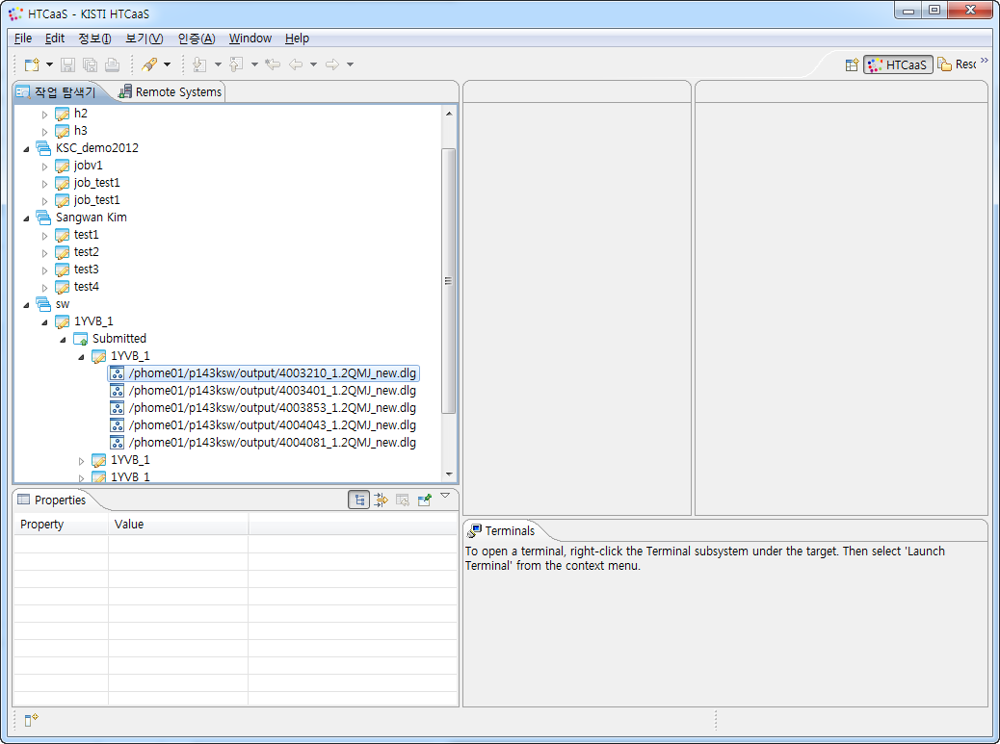 HTCaaS - KISTI HTCaaS
File Edit 정보(I) 보기(V) 인증(A) Window Help
HTCaaS
작업 탐색기
Remote Systems
h2
h3
KSC_demo2012
jobv1
job_test1
job_test1
Sangwan Kim
test1
test2
test3
test4
sw
1YVB_1
Submitted
1YVB_1
/phome01/p143ksw/output/4003210_1.2QMJ_new.dlg
/phome01/p143ksw/output/4003401_1.2QMJ_new.dlg
/phome01/p143ksw/output/4003853_1.2QMJ_new.dlg
/phome01/p143ksw/output/4004043_1.2QMJ_new.dlg
/phome01/p143ksw/output/4004081_1.2QMJ_new.dlg
1YVB_1
1YVB_1
Properties
Property Value
Terminals
To open a terminal, right-click the Terminal subsystem under the target. Then select 'Launch
Terminal' from the context menu.